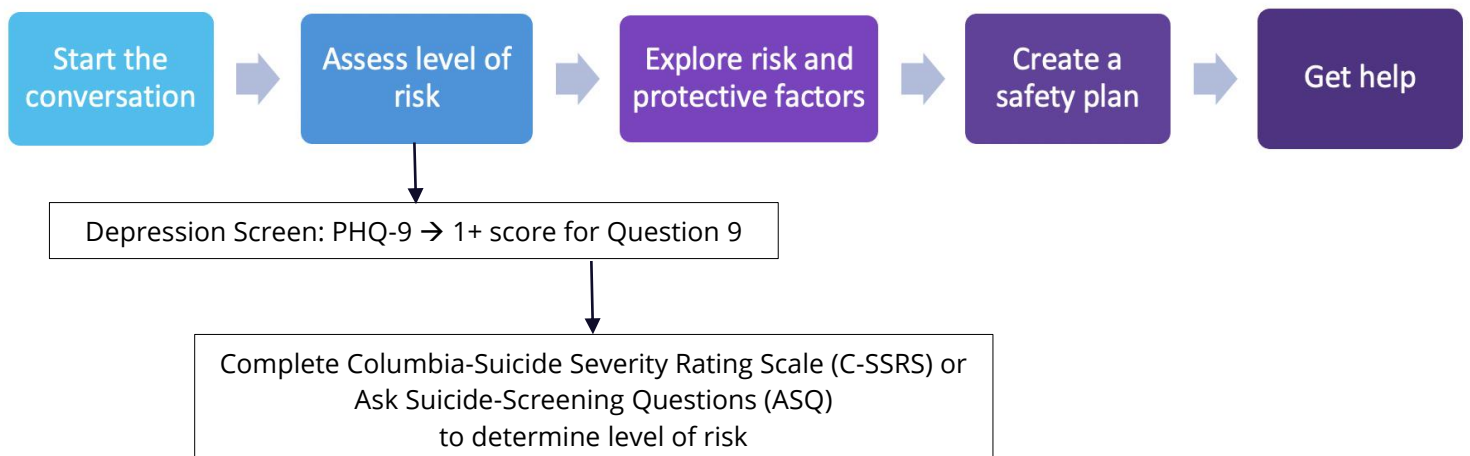 Start the
conversation
Assess level of
risk
Explore risk and
protective factors
Create a
safety plan
Get help
Depression Screen: PHQ-9 → 1+ score for Question 9
Complete Columbia-Suicide Severity Rating Scale (C-SSRS) or
Ask Suicide-Screening Questions (ASQ)
to determine level of risk